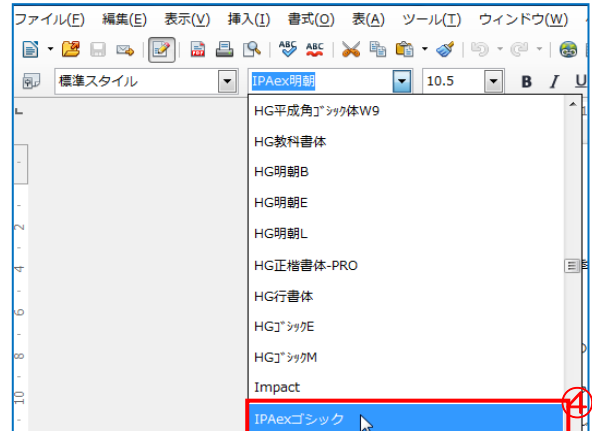 ファイル(F) 編集(E) 表示(V) 挿入(I) 書式(O) 表(A) ツール(T) ウィンドウ(W)
標準スタイル IPAex明朝 10.5 B I U
HG平成角ｺﾞｼｯｸ体W9
HG教科書体
HG明朝B
HG明朝E
HG明朝L
HG正楷書体-PRO
HG行書体
HGｺﾞｼｯｸE
HGｺﾞｼｯｸM
Impact
④
IPAexゴシック
2
4
6
8
10